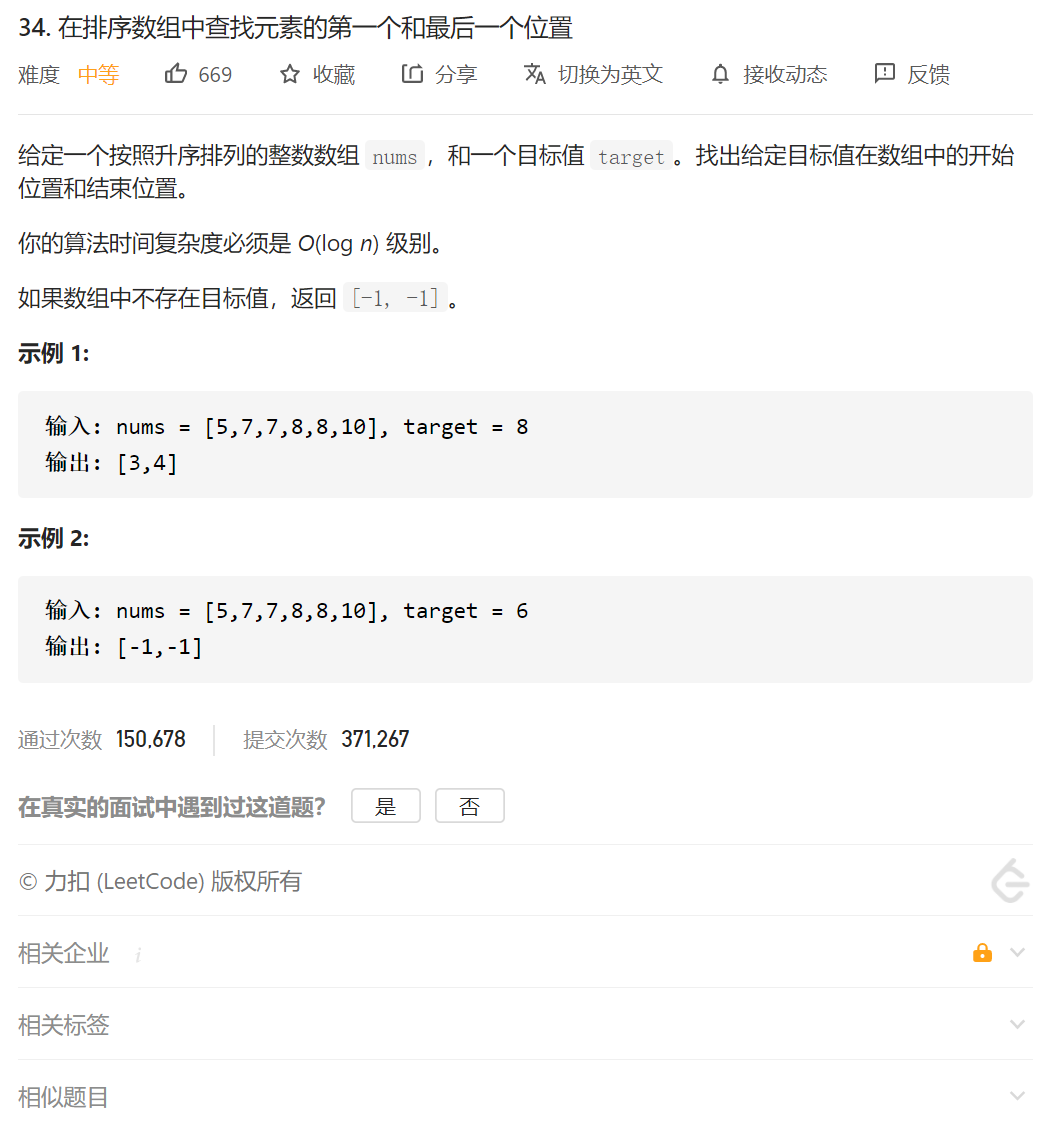 34. 在排序数组中查找元素的第一个和最后一个位置
难度 中等 669 收藏 分享 切换为英文 接收动态 反馈
给定一个按照升序排列的整数数组 nums，和一个目标值 target。找出给定目标值在数组中的开始
位置和结束位置。
你的算法时间复杂度必须是 O(log n) 级别。
如果数组中不存在目标值，返回 [-1, -1]。
示例 1:
输入: nums = [5,7,7,8,8,10], target = 8
输出: [3,4]
示例 2:
输入: nums = [5,7,7,8,8,10], target = 6
输出: [-1,-1]
通过次数 150,678 提交次数 371,267
在真实的面试中遇到过这道题? 是 否
© 力扣 (LeetCode) 版权所有
相关企业 i
相关标签
相似题目